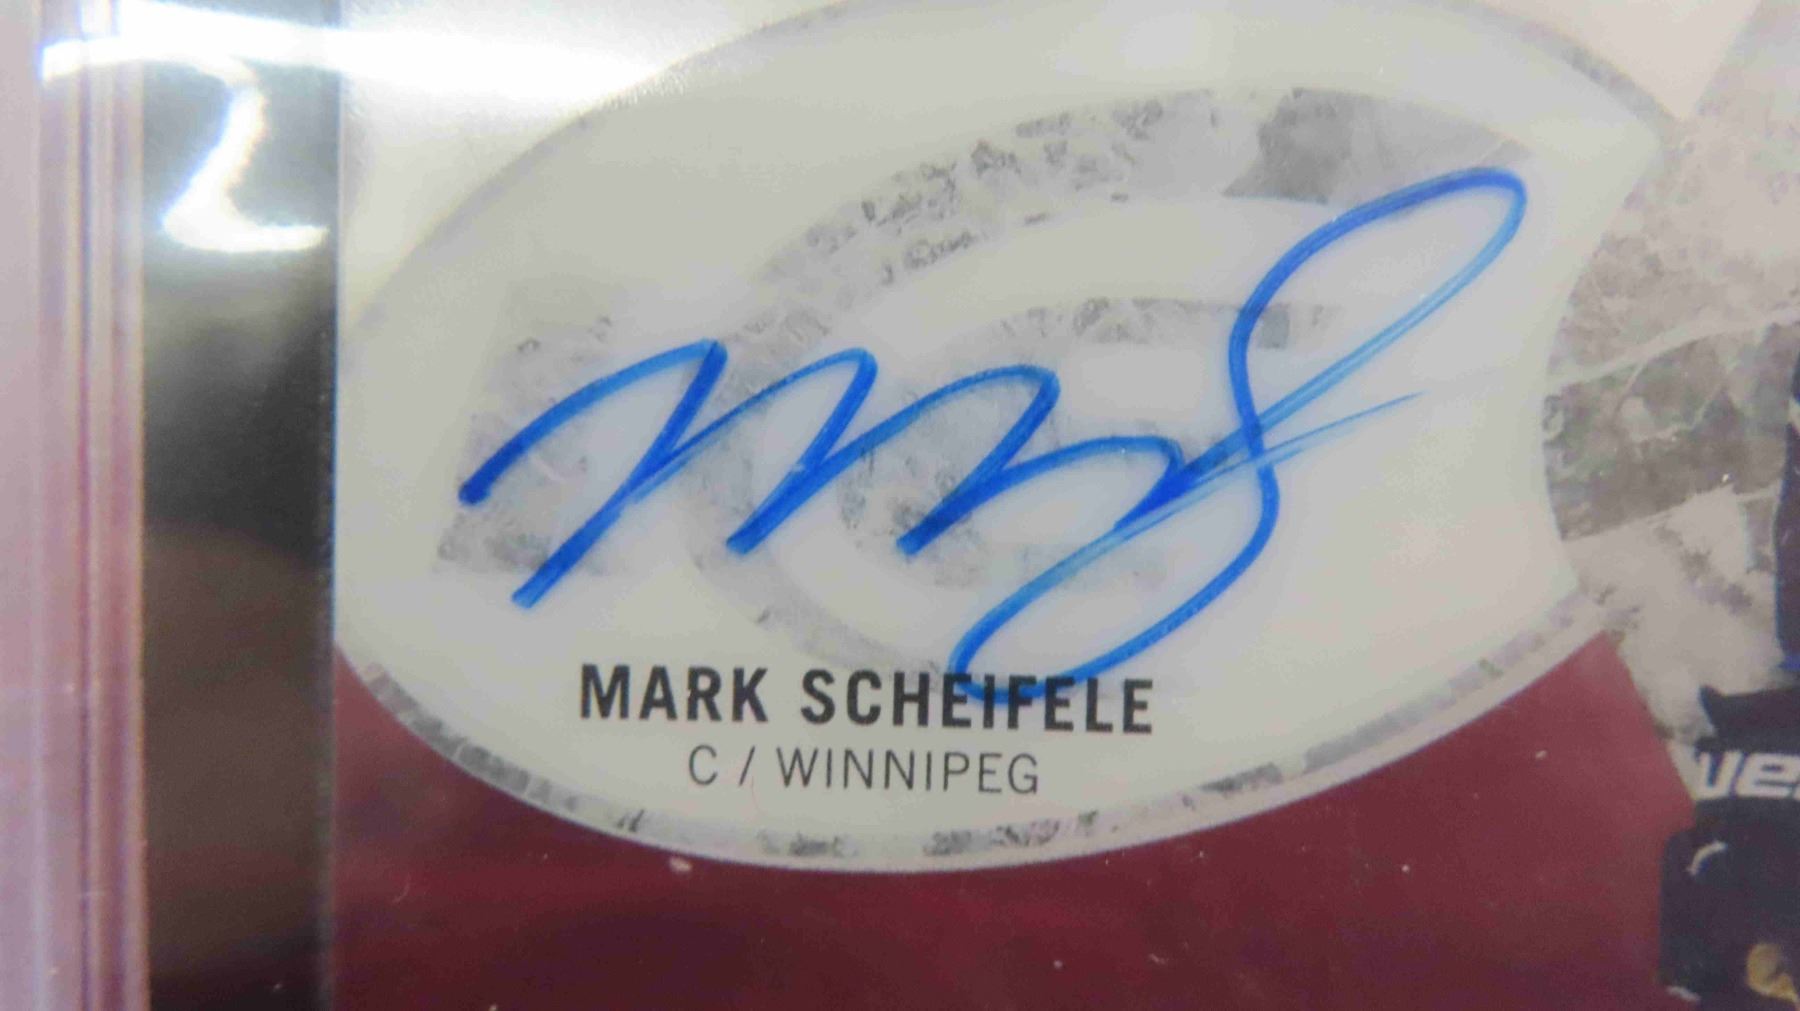 MARK SCHEIFELE
C / WINNIPEG